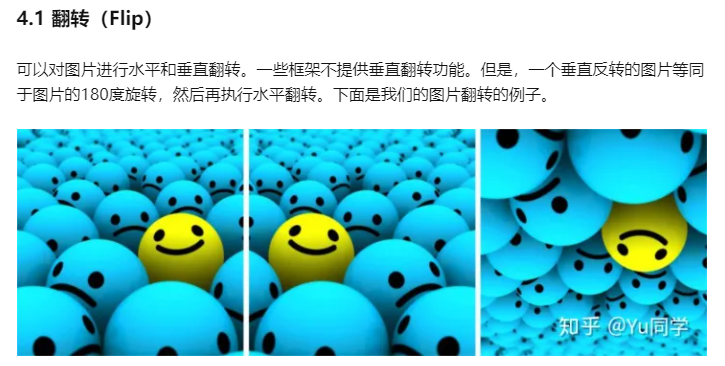 4.1 翻转（Flip）
可以对图片进行水平和垂直翻转。一些框架不提供垂直翻转功能。但是，一个垂直反转的图片等同
于图片的180度旋转，然后再执行水平翻转。下面是我们的图片翻转的例子。
知乎 @Yu同学